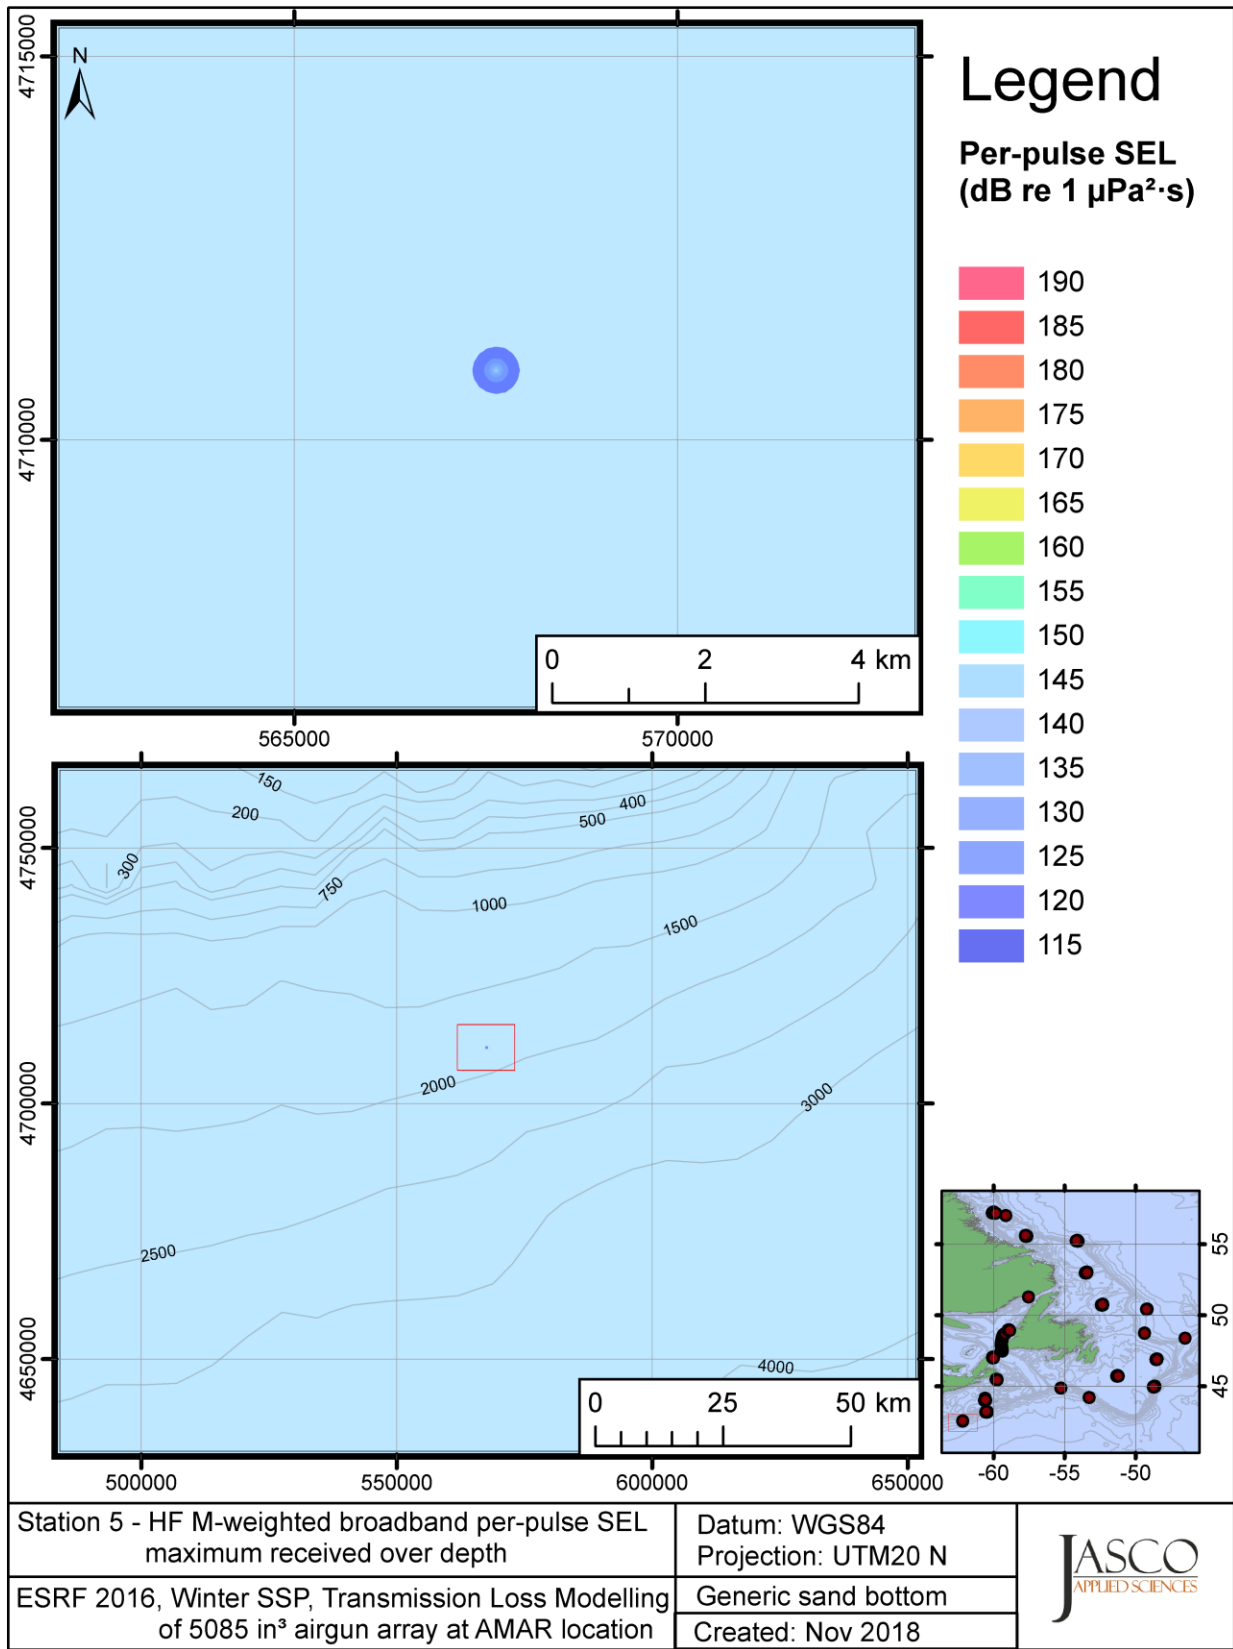 4715000
4710000
N
0 2 4 km
565000 570000
Legend
Per-pulse SEL
(dB re 1 µPa²·s)
190
185
180
175
170
165
160
155
150
145
140
135
130
125
120
115
4750000
4700000
4650000
150
200
300
400
500
750
1000
1500
2000
2500
3000
4000
0 25 50 km
500000 550000 600000 650000
55
50
45
-60 -55 -50
Station 5 - HF M-weighted broadband per-pulse SEL
maximum received over depth
ESRF 2016, Winter SSP, Transmission Loss Modelling
of 5085 in³ airgun array at AMAR location
Datum: WGS84
Projection: UTM20 N
Generic sand bottom
Created: Nov 2018
JASCO
APPLIED SCIENCES